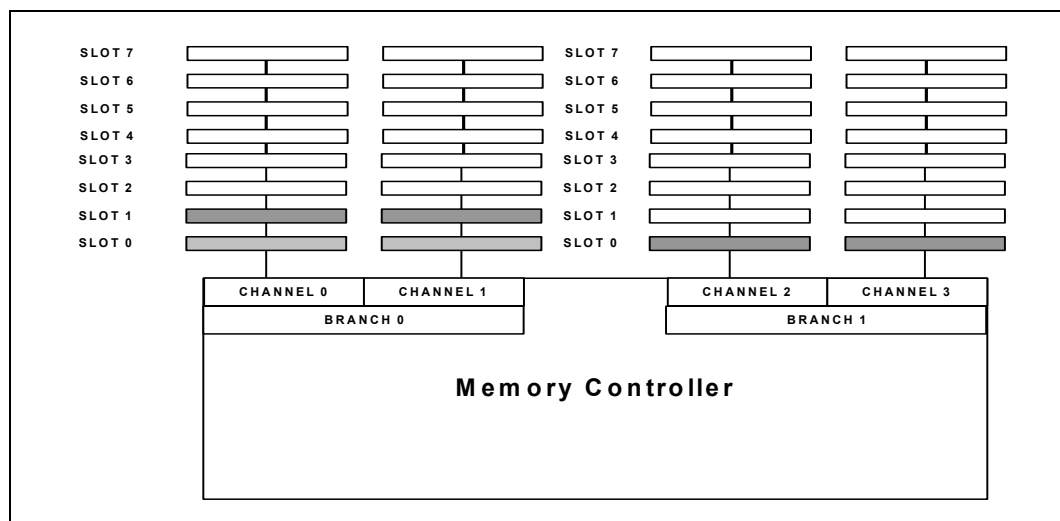 SLOT 7 SLOT 7
SLOT 6 SLOT 6
SLOT 5 SLOT 5
SLOT 4 SLOT 4
SLOT 3 SLOT 3
SLOT 2 SLOT 2
SLOT 1 SLOT 1
SLOT 0 SLOT 0
CHANNEL 0 CHANNEL 1 CHANNEL 2 CHANNEL 3
BRANCH 0 BRANCH 1
Memory Controller